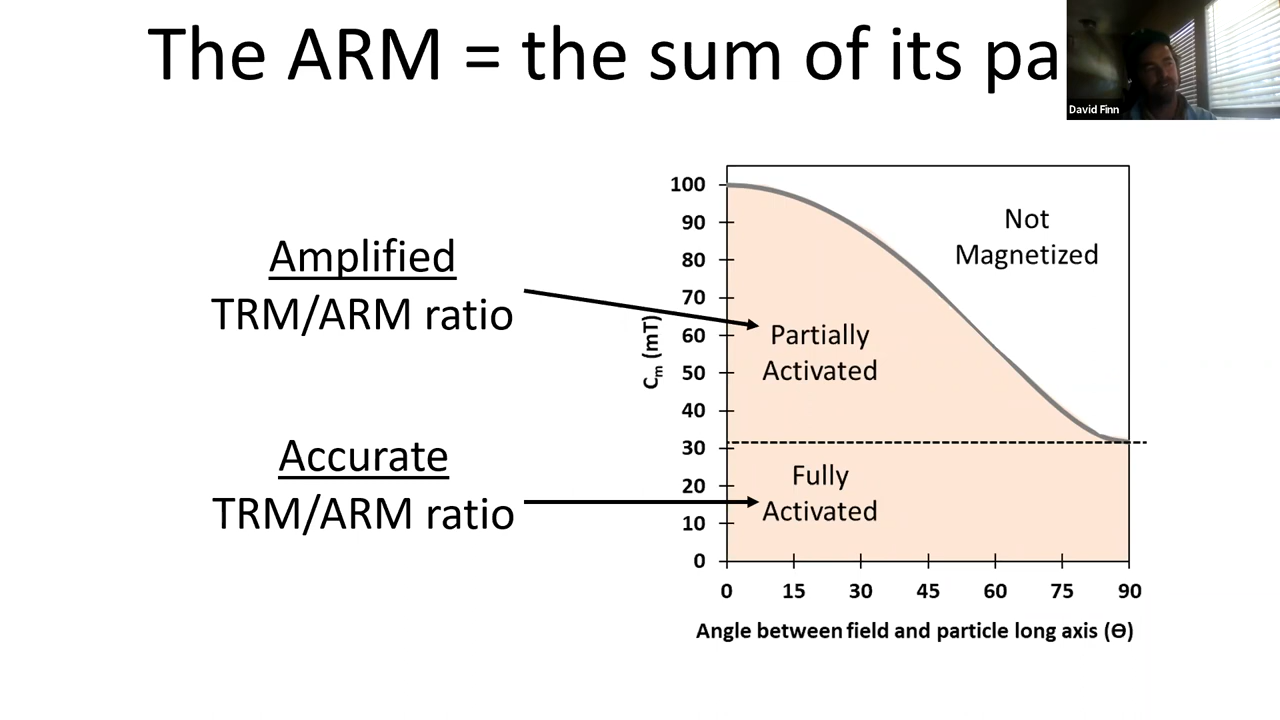 The ARM = the sum of its pa
David Finn
Amplified
TRM/ARM ratio
Accurate
TRM/ARM ratio
Cm (mT)
100
90
80
70
60
50
40
30
20
10
0
Not
Magnetized
Partially
Activated
Fully
Activated
0 15 30 45 60 75 90
Angle between field and particle long axis (Ɵ)